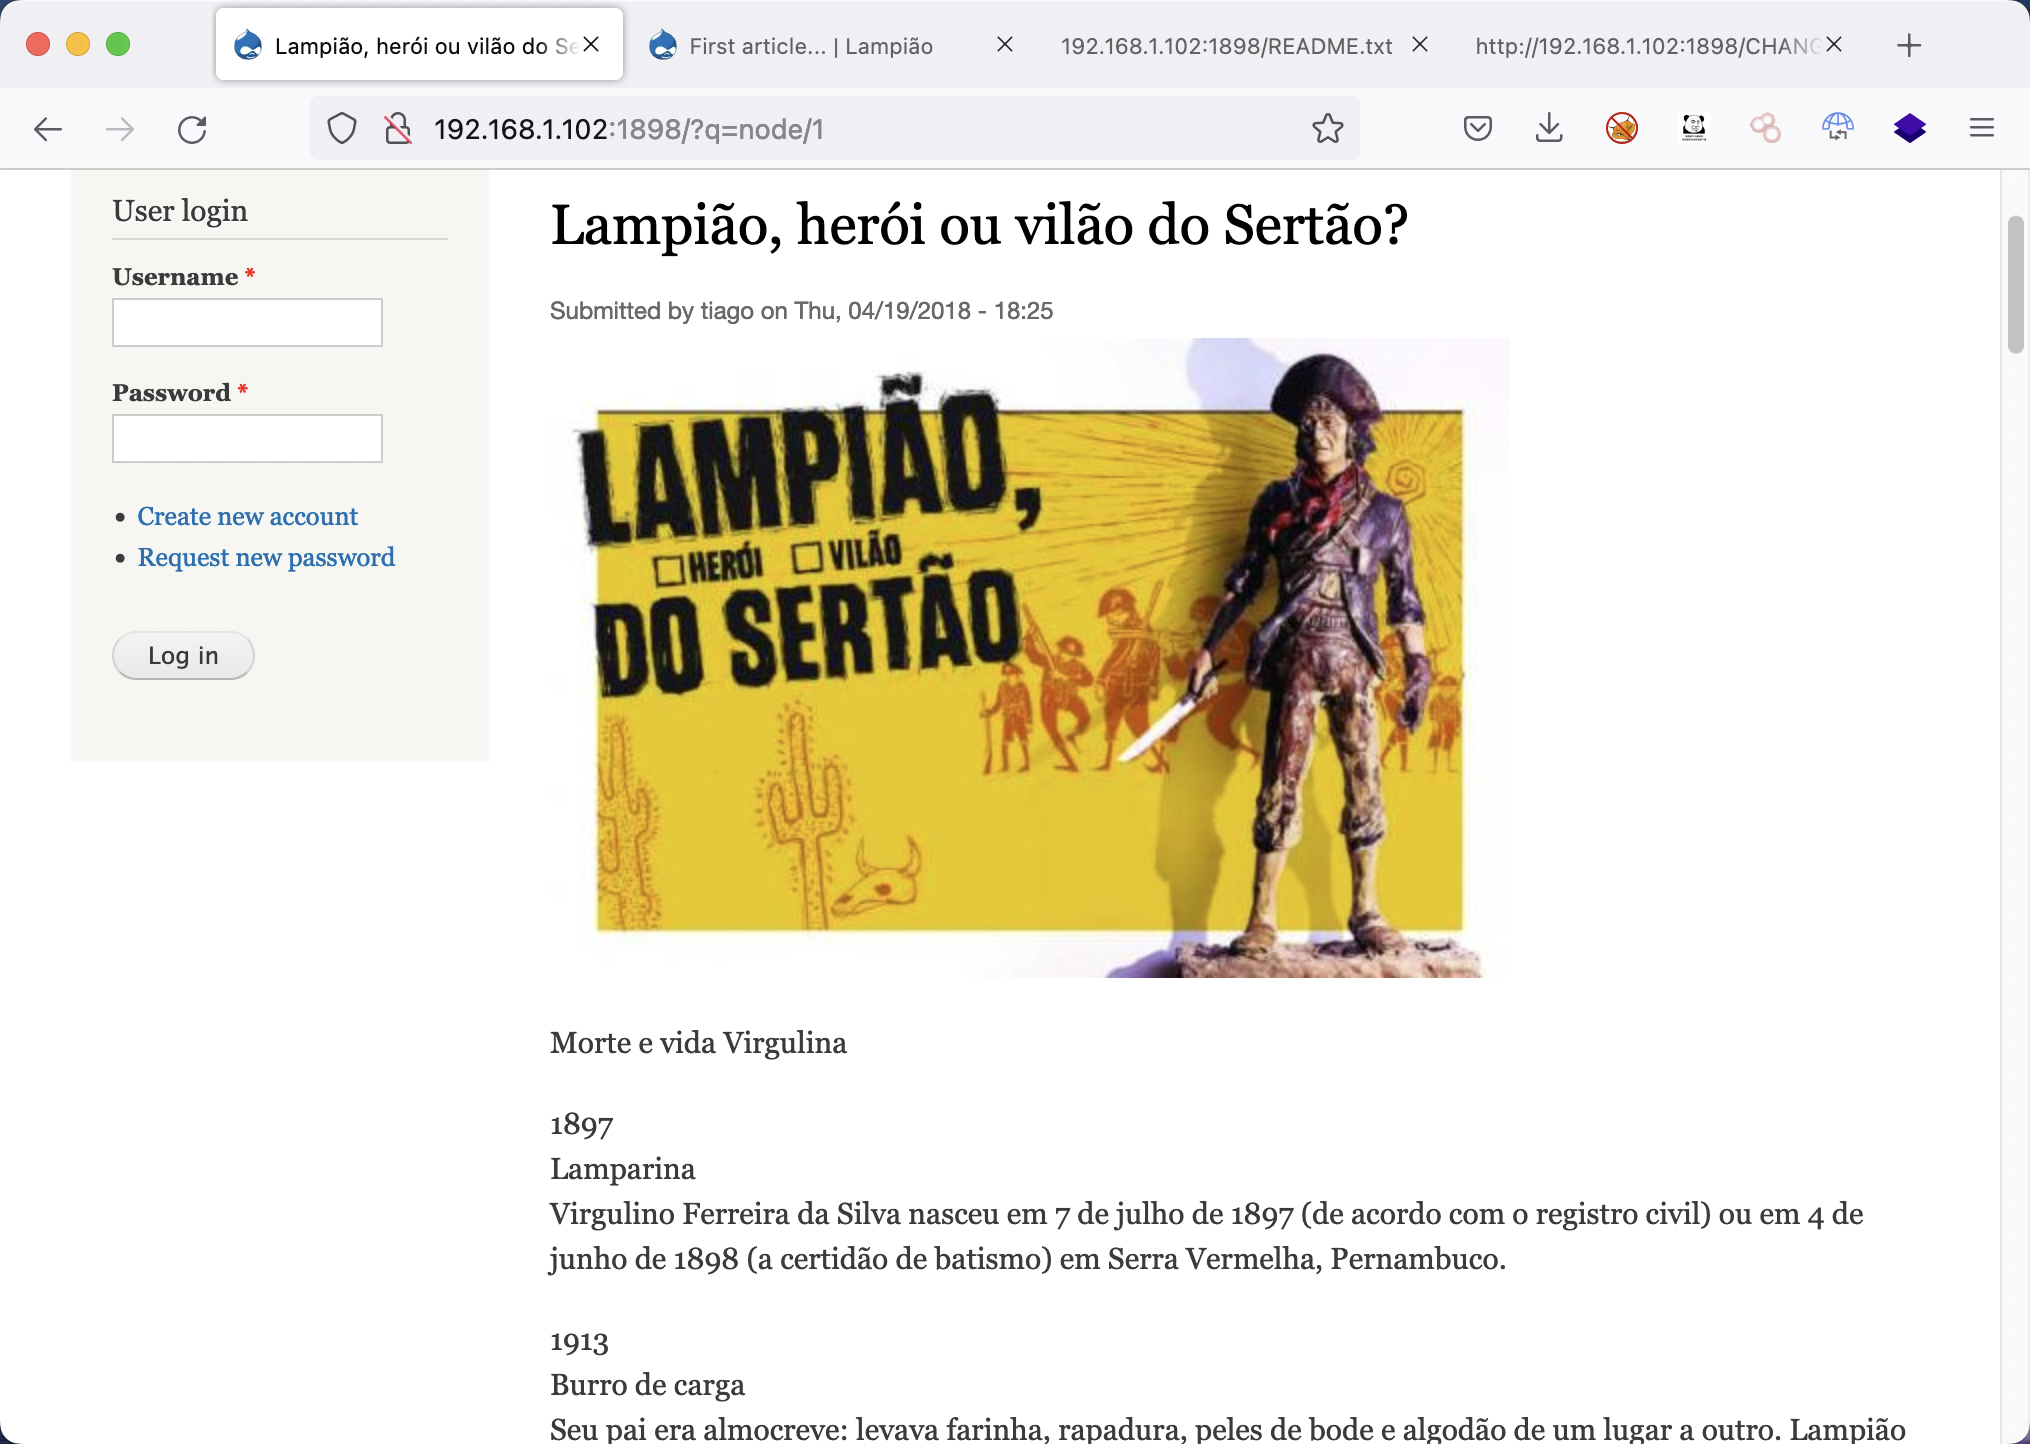 Lampião, herói ou vilão do Se
First article... | Lampião
192.168.1.102:1898/README.txt
http://192.168.1.102:1898/CHANG
192.168.1.102:1898/?q=node/1
User login
Username *
Password *
Create new account
Request new password
Log in
Lampião, herói ou vilão do Sertão?
Submitted by tiago on Thu, 04/19/2018 - 18:25
LAMPIÃO,
HERÓI VILÃO
DO SERTÃO
Morte e vida Virgulina
1897
Lamparina
Virgulino Ferreira da Silva nasceu em 7 de julho de 1897 (de acordo com o registro civil) ou em 4 de
junho de 1898 (a certidão de batismo) em Serra Vermelha, Pernambuco.
1913
Burro de carga
Seu pai era almocreve: levava farinha, rapadura, peles de bode e algodão de um lugar a outro. Lampião